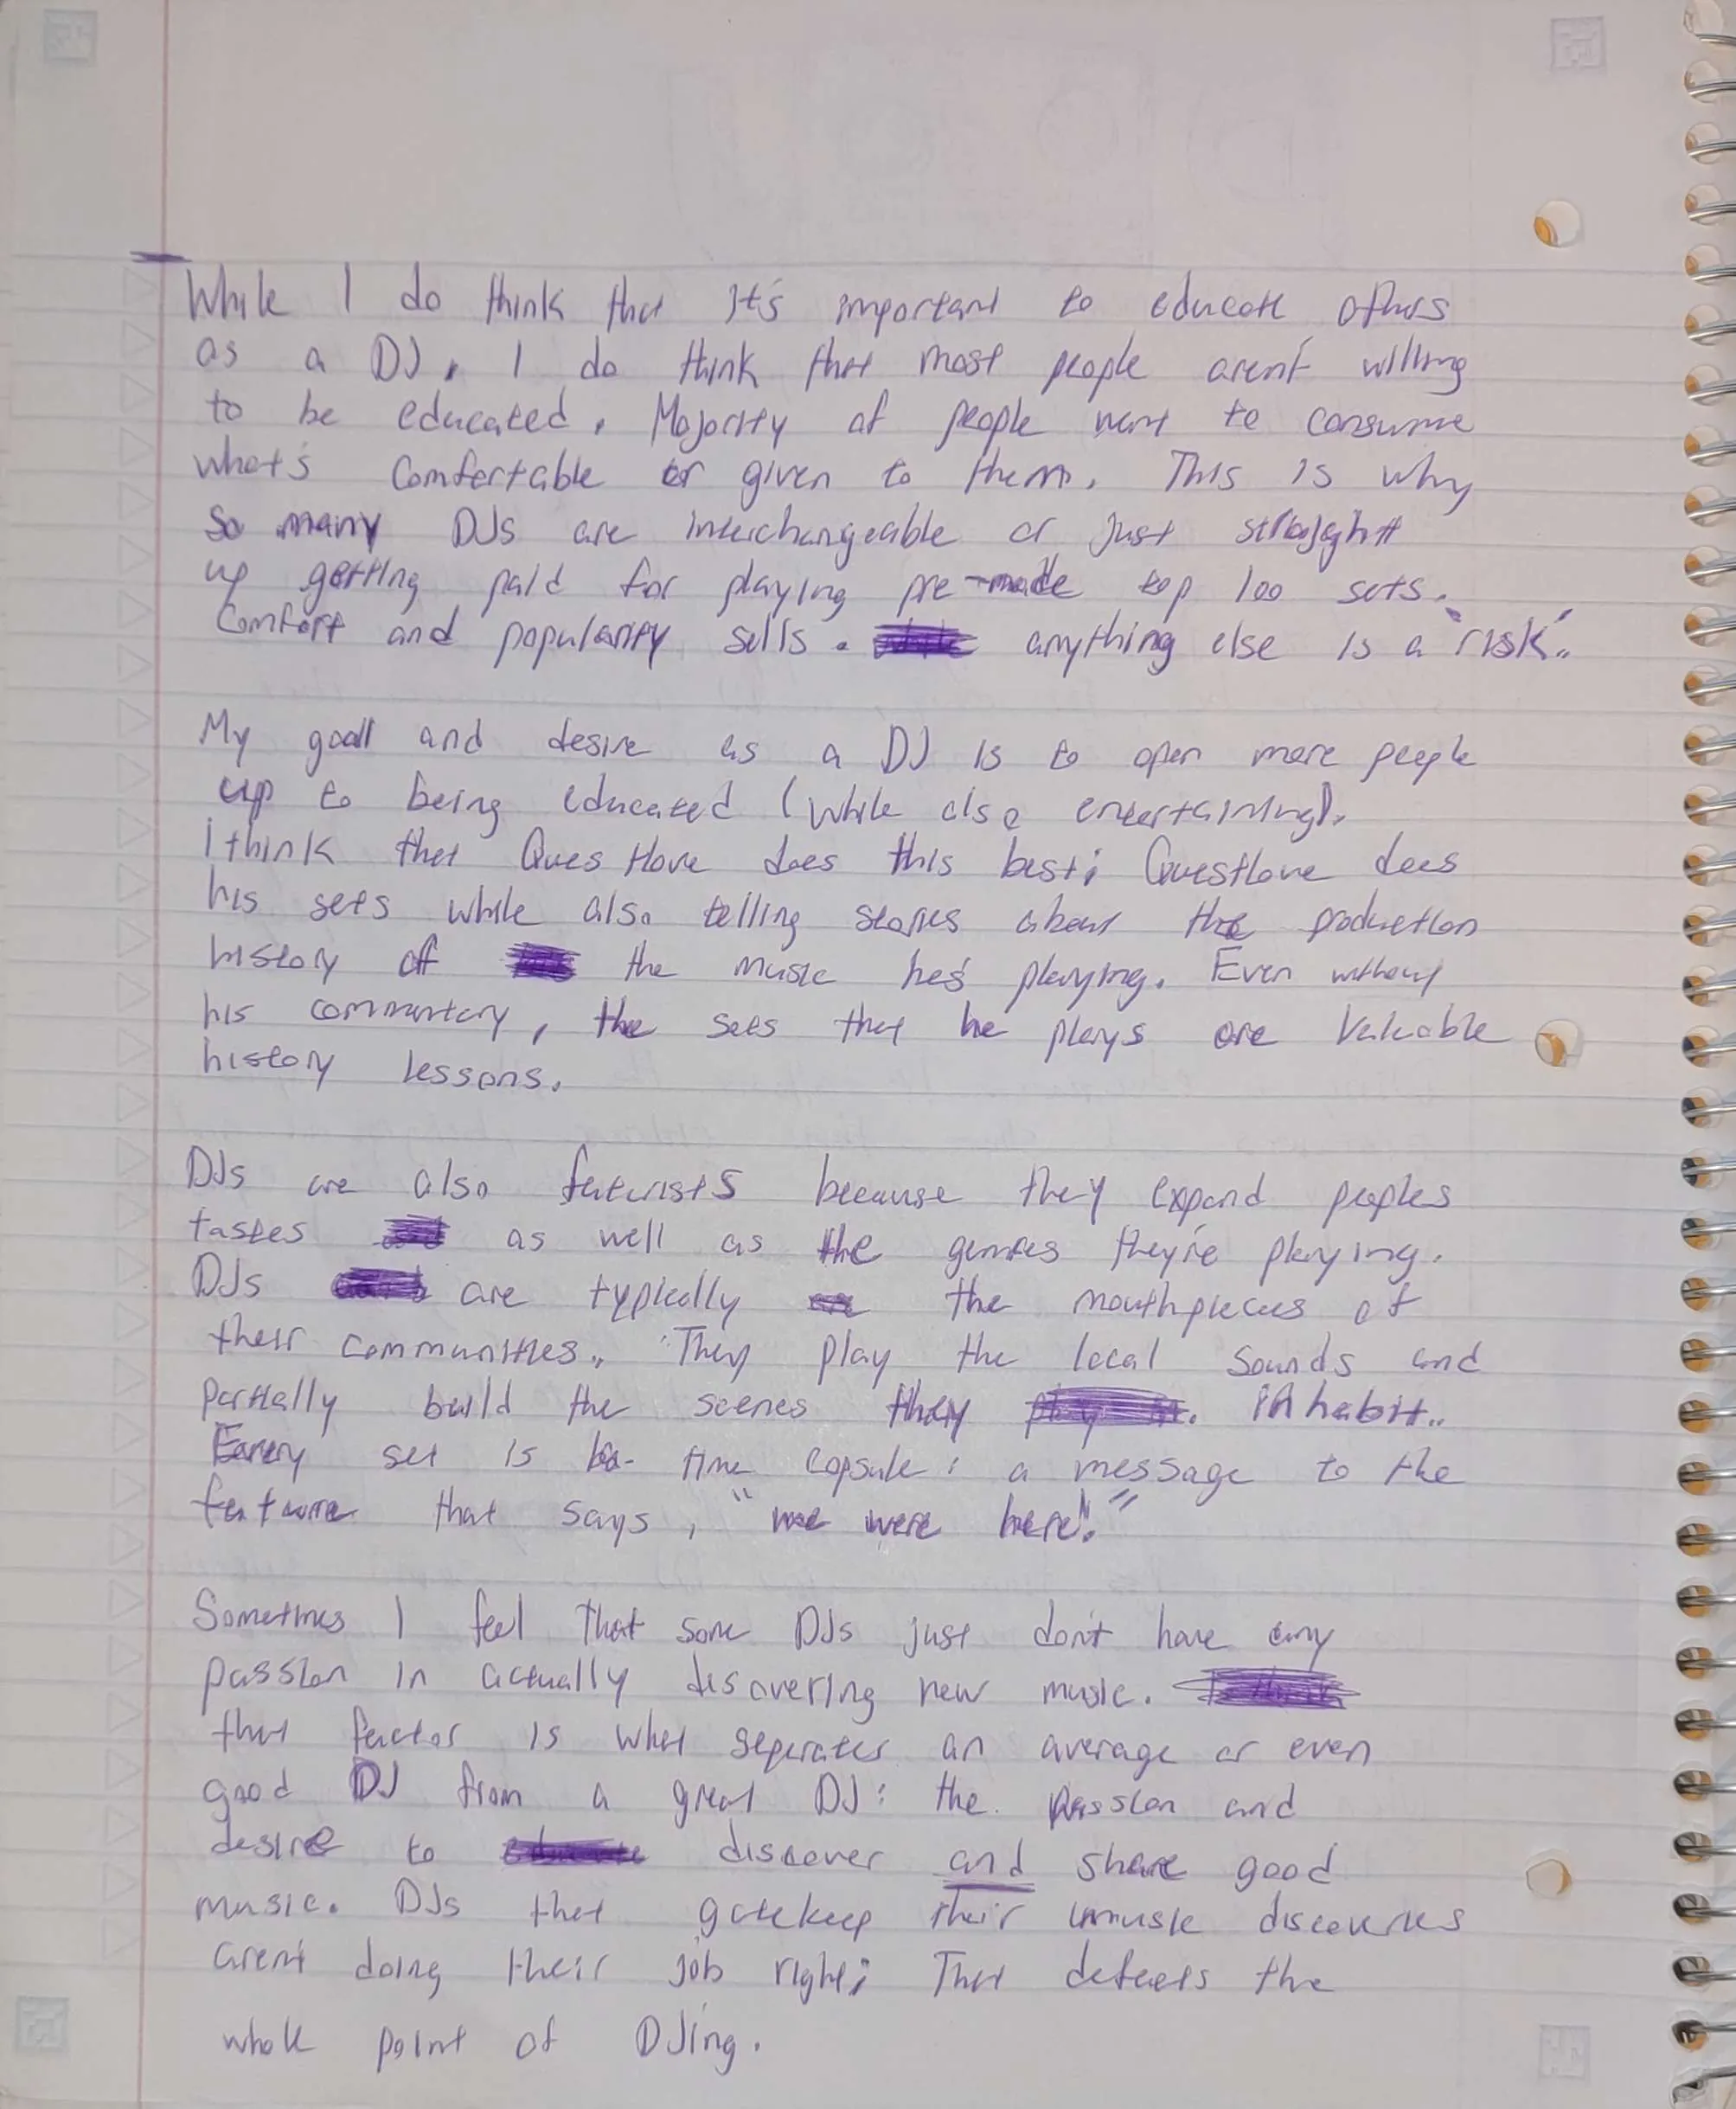 While I do think that it's important to educate others
as a DJ, I do think that most people aren't willing
to be educated. Majority of people want to consume
what's comfortable or given to them. This is why
so many DJs are interchangeable or just straight
up getting paid for playing pre-made top 100 sets.
Comfort and popularity sells. anything else is a "risk".
My goal and desire as a DJ is to open more people
up to being educated (while also entertaining).
I think that Questlove does this best; Questlove does
his sets while also telling stories about the production
history of the music he's playing. Even without
his commentary, the sets that he plays are valuable
history lessons.
DJs are also futurists because they expand peoples
tastes as well as the genres they're playing.
DJs are typically the mouthpieces of
their communities. They play the local sounds and
partially build the scenes they inhabit.
Every set is a time capsule: a message to the
future that says, "we were here!"
Sometimes I feel that some DJs just don't have any
passion in actually discovering new music.
that factor is what seperates an average or even
good DJ from a great DJ: the passion and
desire to discover and share good
music. DJs that gatekeep their music discoveries
aren't doing their job right; That defeats the
whole point of DJing.